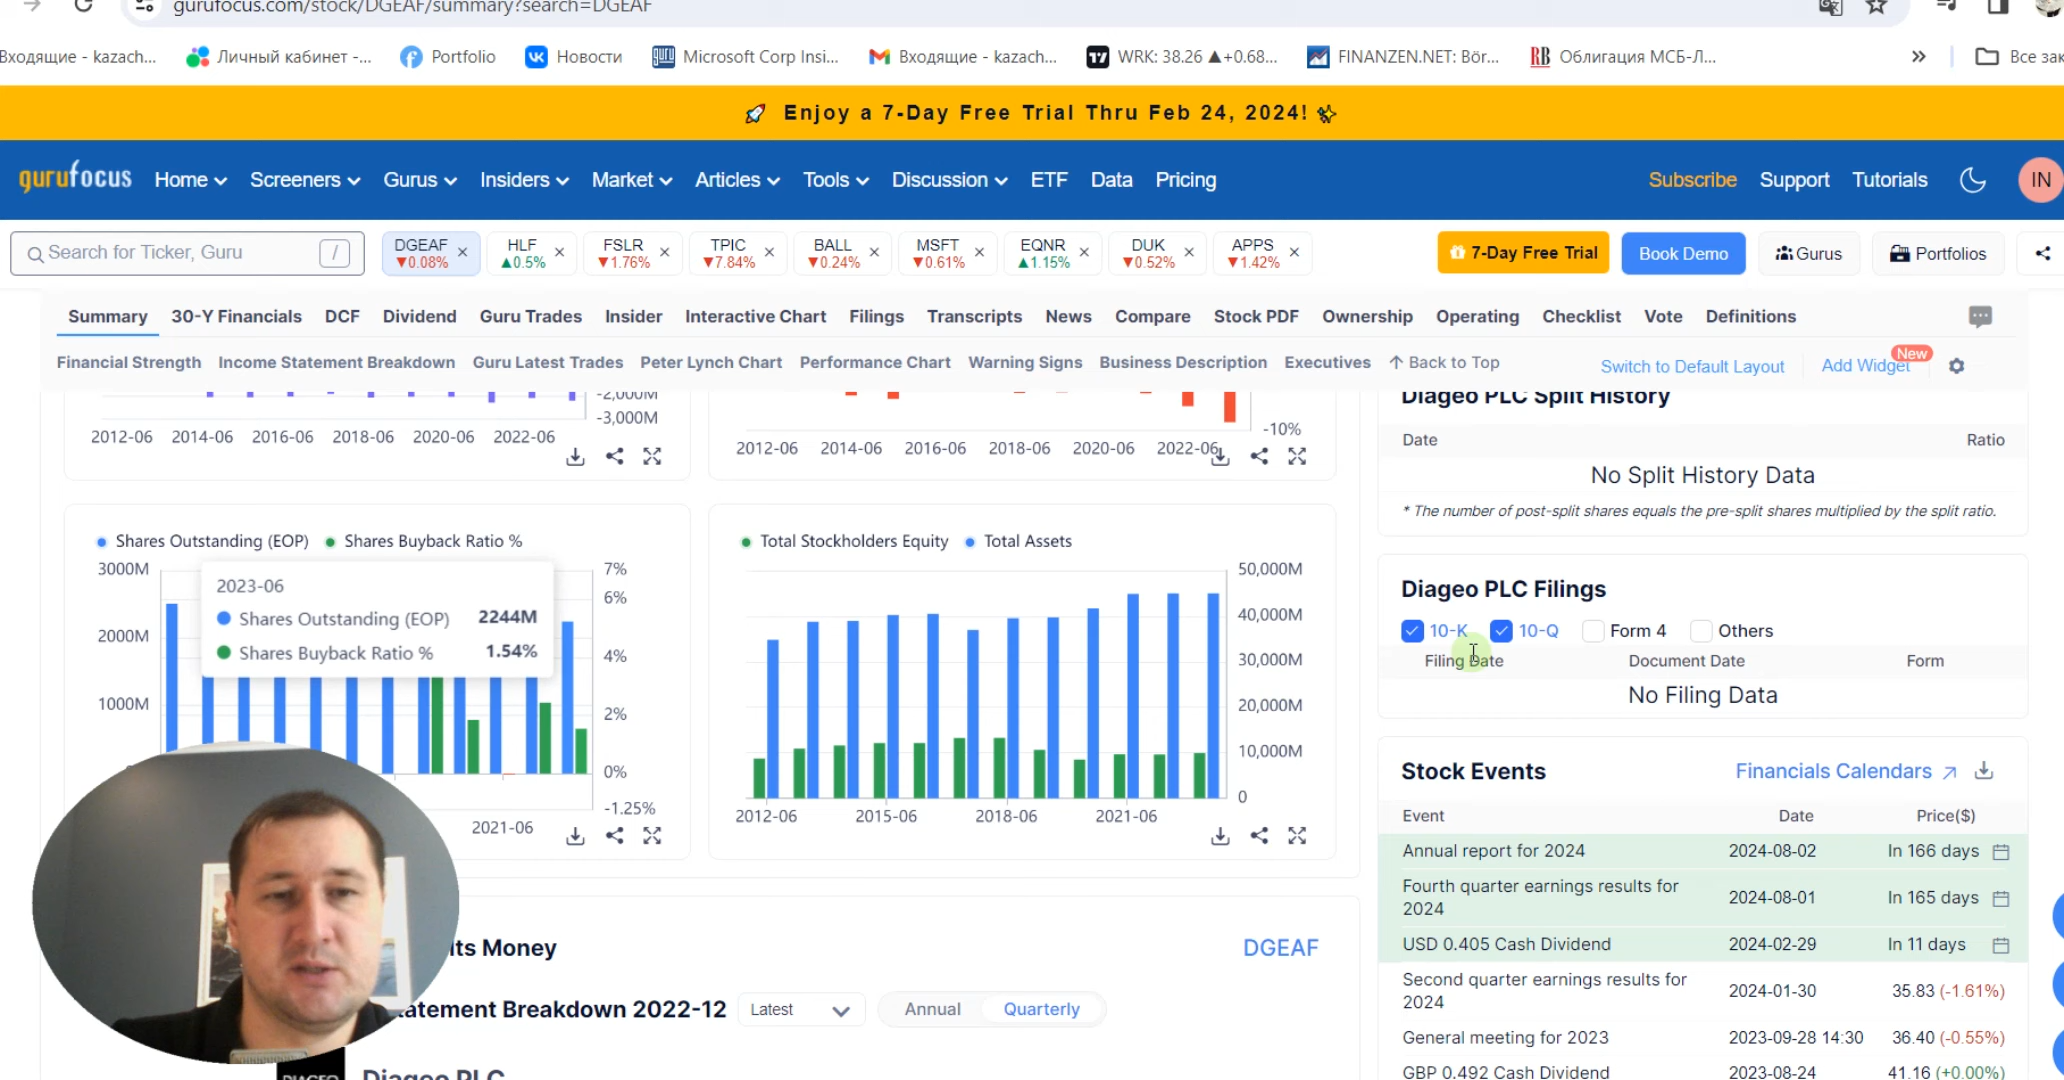 gurufocus.com/stock/DGEAF/summary?search=DGEAF
Входящие - kazach... Личный кабинет -... Portfolio Новости Microsoft Corp Insi... Входящие - kazach... WRK: 38.26 ▲+0.68... FINANZEN.NET: Bör... Облигация МСБ-Л... » Все зак
Enjoy a 7-Day Free Trial Thru Feb 24, 2024!
gurufocus Home Screeners Gurus Insiders Market Articles Tools Discussion ETF Data Pricing Subscribe Support Tutorials IN
Search for Ticker, Guru / DGEAF × HLF × FSLR × TPIC × BALL × MSFT × EQNR × DUK × APPS × 7-Day Free Trial Book Demo Gurus Portfolios
▼0.08% ▲0.5% ▼1.76% ▼7.84% ▼0.24% ▼0.61% ▲1.15% ▼0.52% ▼1.42%
Summary 30-Y Financials DCF Dividend Guru Trades Insider Interactive Chart Filings Transcripts News Compare Stock PDF Ownership Operating Checklist Vote Definitions
Financial Strength Income Statement Breakdown Guru Latest Trades Peter Lynch Chart Performance Chart Warning Signs Business Description Executives ↑ Back to Top Switch to Default Layout Add Widget New
-2,000M
-3,000M
2012-06 2014-06 2016-06 2018-06 2020-06 2022-06
-10%
2012-06 2014-06 2016-06 2018-06 2020-06 2022-06
Diageo PLC Split History
Date Ratio
No Split History Data
* The number of post-split shares equals the pre-split shares multiplied by the split ratio.
Shares Outstanding (EOP) Shares Buyback Ratio %
3000M 7%
2023-06 6%
Shares Outstanding (EOP) 2244M
2000M
Shares Buyback Ratio % 1.54% 4%
1000M 2%
0%
-1.25%
2021-06
Total Stockholders Equity Total Assets
50,000M
40,000M
30,000M
20,000M
10,000M
0
2012-06 2015-06 2018-06 2021-06
Diageo PLC Filings
10-K 10-Q Form 4 Others
Filing Date Document Date Form
No Filing Data
Stock Events Financials Calendars
Event Date Price($)
Annual report for 2024 2024-08-02 In 166 days
Fourth quarter earnings results for
2024 2024-08-01 In 165 days
USD 0.405 Cash Dividend 2024-02-29 In 11 days
Second quarter earnings results for
2024 2024-01-30 35.83 (-1.61%)
General meeting for 2023 2023-09-28 14:30 36.40 (-0.55%)
GBP 0.492 Cash Dividend 2023-08-24 41.16 (+0.00%)
Its Money DGEAF
atement Breakdown 2022-12 Latest Annual Quarterly
DIAGEO Diageo PLC